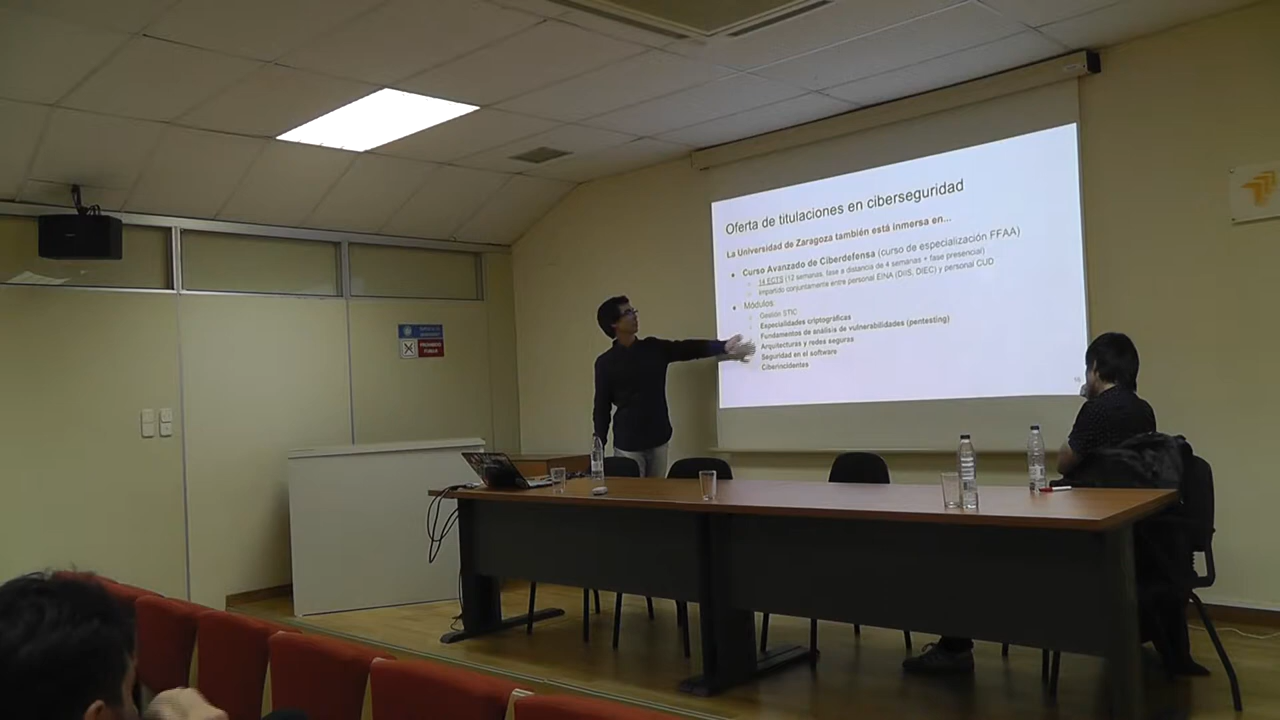 Oferta de titulaciones en ciberseguridad
La Universidad de Zaragoza también está inmersa en...
Curso Avanzado de Ciberdefensa (curso de especialización FFAA)
14 ECTS (12 semanas, fase a distancia de 4 semanas + fase presencial)
Impartido conjuntamente entre personal EINA (DIIS, DIEC) y personal CUD
Módulos
Gestión STIC
Especialidades criptográficas
Fundamentos de análisis de vulnerabilidades (pentesting)
Arquitecturas y redes seguras
Seguridad en el software
Ciberincidentes
PROHIBIDO
FUMAR